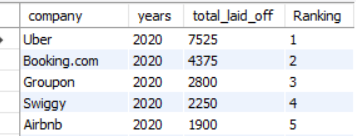 company years total_laid_off Ranking
Uber 2020 7525 1
Booking.com 2020 4375 2
Groupon 2020 2800 3
Swiggy 2020 2250 4
Airbnb 2020 1900 5